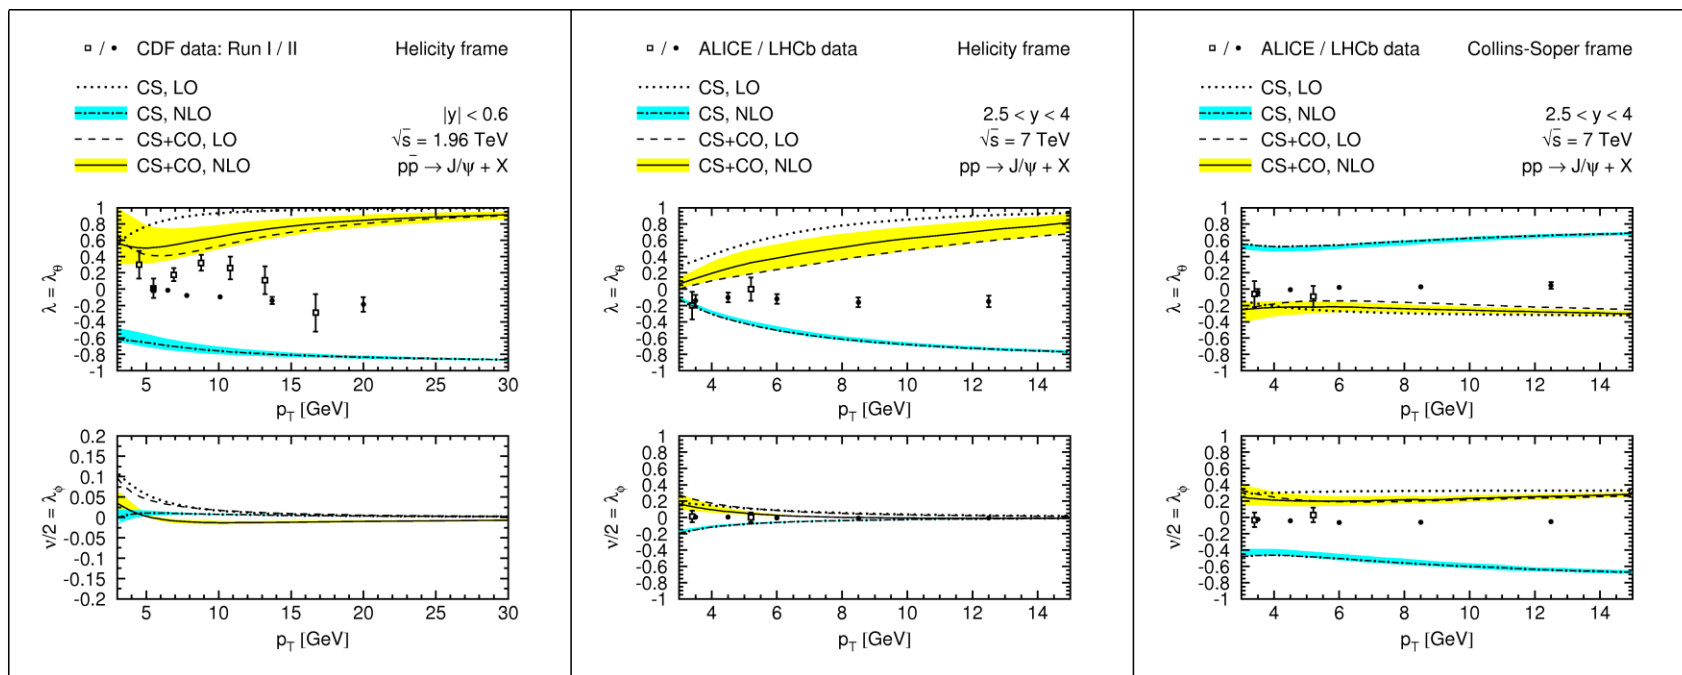 CDF data: Run I / II Helicity frame
CS, LO
CS, NLO |y| < 0.6
CS+CO, LO √s = 1.96 TeV
CS+CO, NLO pp̄ → J/ψ + X
λ = λθ
1
0.8
0.6
0.4
0.2
0
-0.2
-0.4
-0.6
-0.8
-1
5 10 15 20 25 30
pT [GeV]
ν/2 = λϕ
0.2
0.15
0.1
0.05
0
-0.05
-0.1
-0.15
-0.2
5 10 15 20 25 30
pT [GeV]
ALICE / LHCb data Helicity frame
CS, LO
CS, NLO 2.5 < y < 4
CS+CO, LO √s = 7 TeV
CS+CO, NLO pp → J/ψ + X
λ = λθ
1
0.8
0.6
0.4
0.2
0
-0.2
-0.4
-0.6
-0.8
-1
4 6 8 10 12 14
pT [GeV]
ν/2 = λϕ
1
0.8
0.6
0.4
0.2
0
-0.2
-0.4
-0.6
-0.8
-1
4 6 8 10 12 14
pT [GeV]
ALICE / LHCb data Collins-Soper frame
CS, LO
CS, NLO 2.5 < y < 4
CS+CO, LO √s = 7 TeV
CS+CO, NLO pp → J/ψ + X
λ = λθ
1
0.8
0.6
0.4
0.2
0
-0.2
-0.4
-0.6
-0.8
-1
4 6 8 10 12 14
pT [GeV]
ν/2 = λϕ
1
0.8
0.6
0.4
0.2
0
-0.2
-0.4
-0.6
-0.8
-1
4 6 8 10 12 14
pT [GeV]